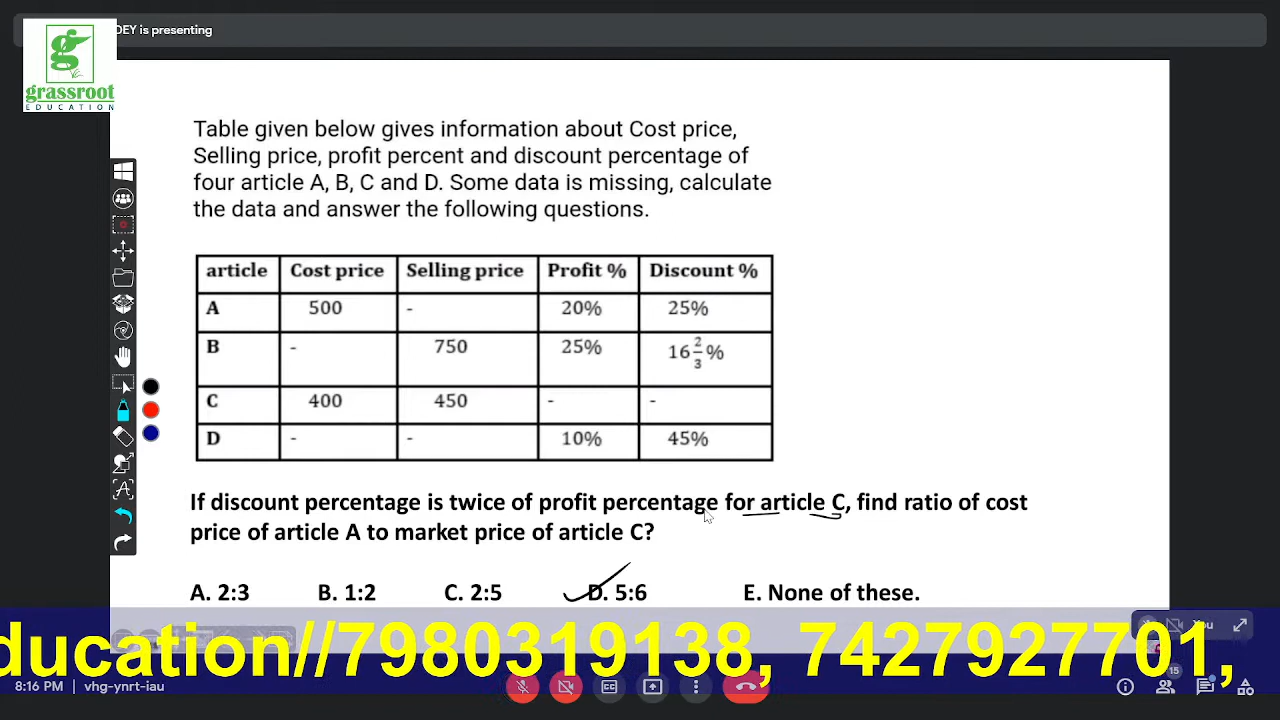 DEY is presenting
g
grassroot
EDUCATION
Table given below gives information about Cost price,
Selling price, profit percent and discount percentage of
four article A, B, C and D. Some data is missing, calculate
the data and answer the following questions.
article Cost price Selling price Profit % Discount %
A 500 - 20% 25%
B - 750 25% 16 2/3 %
C 400 450 - -
D - - 10% 45%
If discount percentage is twice of profit percentage for article C, find ratio of cost
price of article A to market price of article C?
A. 2:3 B. 1:2 C. 2:5 D. 5:6 E. None of these.
You
ducation//7980319138, 7427927701,
8:16 PM vhg-ynrt-iau
15